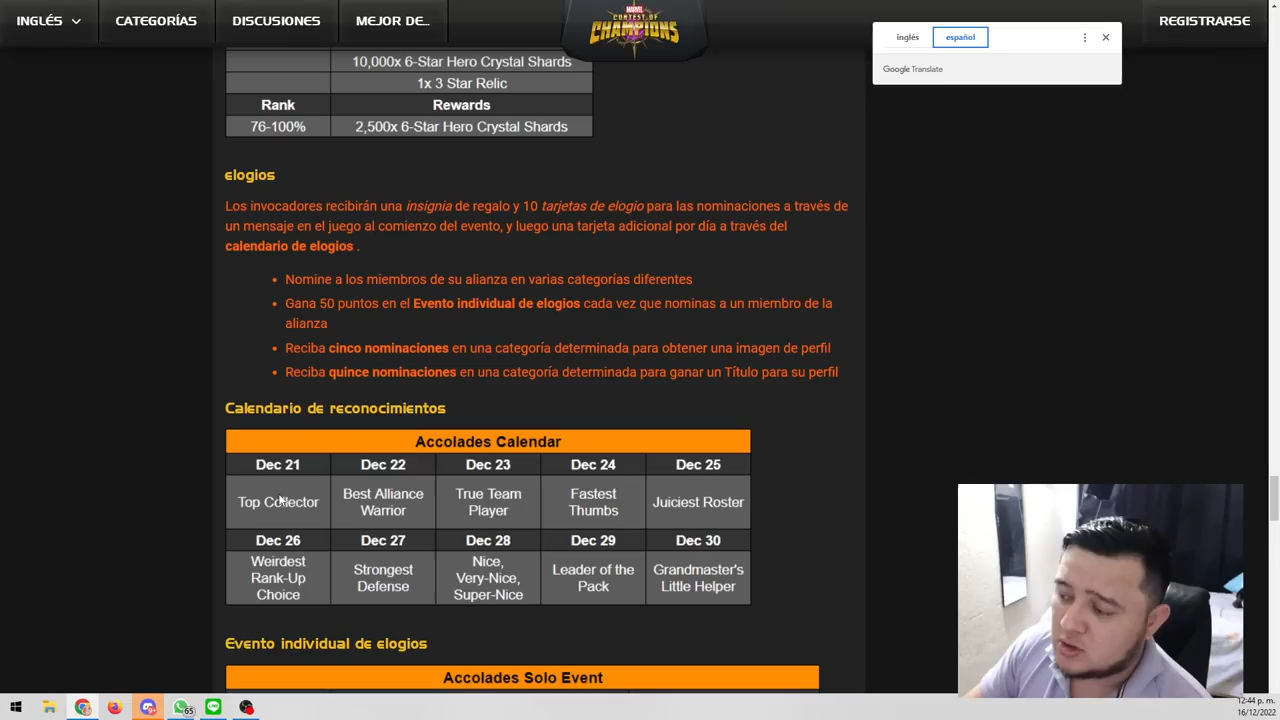 INGLÉS CATEGORÍAS DISCUSIONES MEJOR DE... MARVEL CONTEST OF CHAMPIONS REGISTRARSE
inglés español
Google Translate
10,000x 6-Star Hero Crystal Shards
1x 3 Star Relic
Rank Rewards
76-100% 2,500x 6-Star Hero Crystal Shards
elogios
Los invocadores recibirán una insignia de regalo y 10 tarjetas de elogio para las nominaciones a través de
un mensaje en el juego al comienzo del evento, y luego una tarjeta adicional por día a través del
calendario de elogios .
• Nomine a los miembros de su alianza en varias categorías diferentes
• Gana 50 puntos en el Evento individual de elogios cada vez que nominas a un miembro de la
alianza
• Reciba cinco nominaciones en una categoría determinada para obtener una imagen de perfil
• Reciba quince nominaciones en una categoría determinada para ganar un Título para su perfil
Calendario de reconocimientos
Accolades Calendar
Dec 21 Dec 22 Dec 23 Dec 24 Dec 25
Top Collector Best Alliance Warrior True Team Player Fastest Thumbs Juiciest Roster
Dec 26 Dec 27 Dec 28 Dec 29 Dec 30
Weirdest Rank-Up Choice Strongest Defense Nice, Very-Nice, Super-Nice Leader of the Pack Grandmaster's Little Helper
Evento individual de elogios
Accolades Solo Event
65
12:44 p. m.
16/12/2022